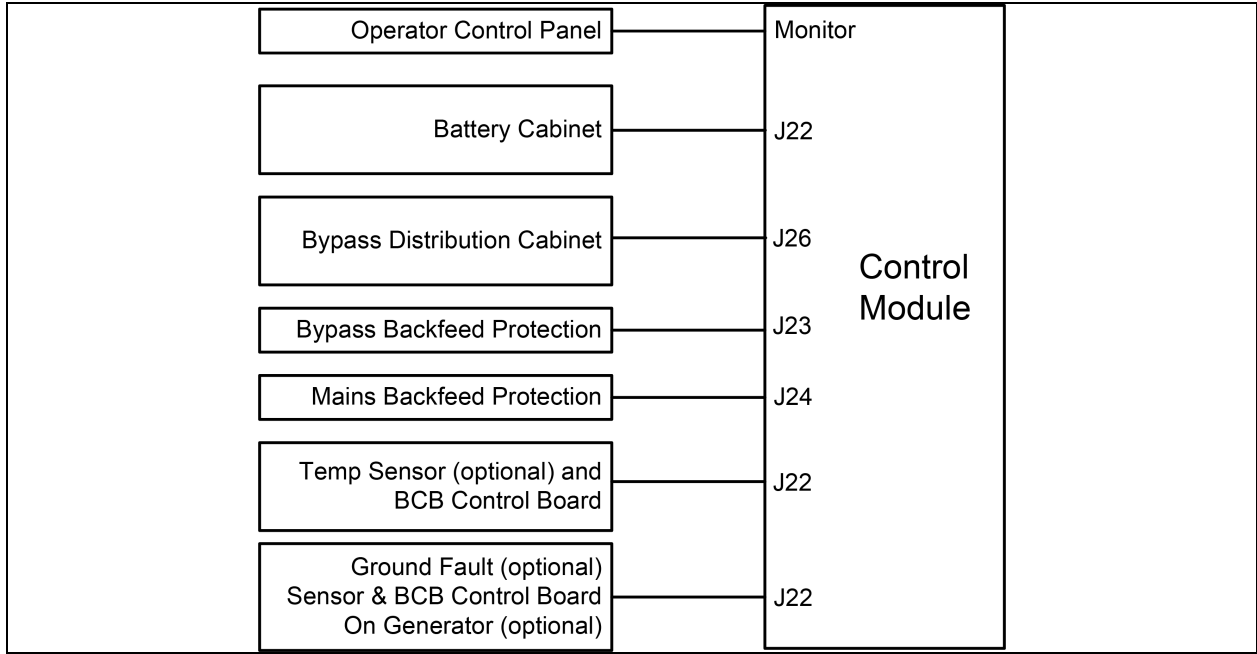 Operator Control Panel
Monitor
Battery Cabinet
J22
Bypass Distribution Cabinet
J26
Control
Module
Bypass Backfeed Protection
J23
Mains Backfeed Protection
J24
Temp Sensor (optional) and
BCB Control Board
J22
Ground Fault (optional)
Sensor & BCB Control Board
On Generator (optional)
J22